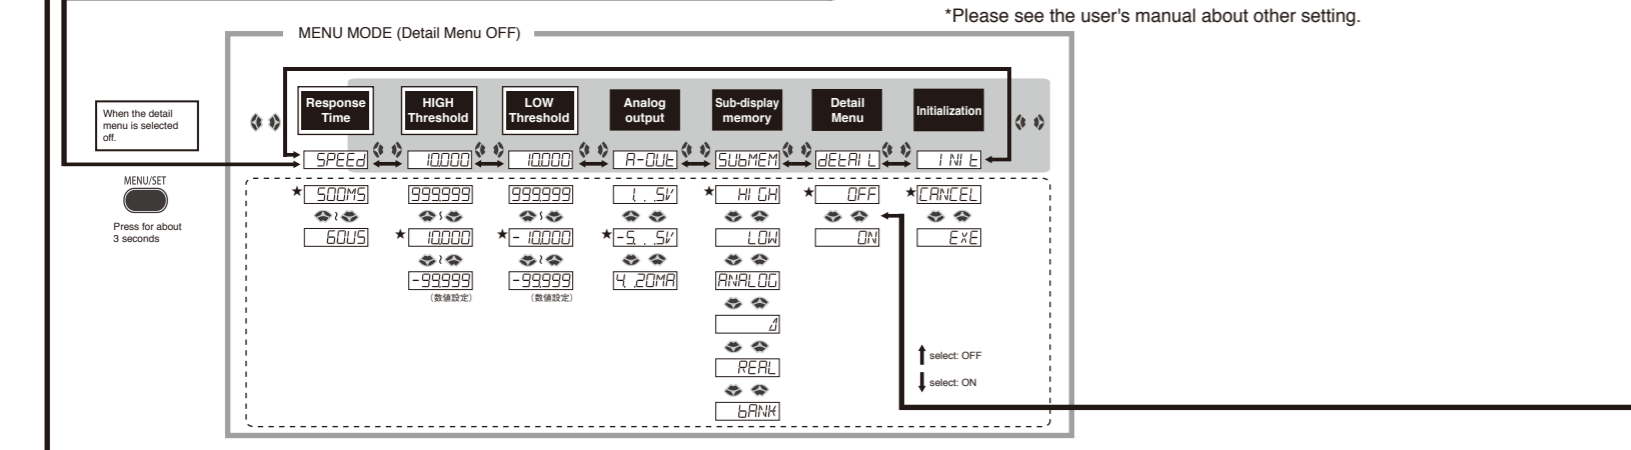 *Please see the user's manual about other setting.
MENU MODE (Detail Menu OFF)
When the detail
menu is selected
off.
MENU/SET
Press for about
3 seconds
Response
Time
HIGH
Threshold
LOW
Threshold
Analog
output
Sub-display
memory
Detail
Menu
Initialization
SPEEd
10.000
10.000
A-OUt
SUbMEM
dEtAIL
INIt
★ 500MS
999.999
999.999
1...5V
★ HIGH
★ OFF
★ CANCEL
60US
★ 10.000
★ -10.000
★ -5...5V
LOW
ON
EXE
-99.999
-99.999
4.20MA
ANALOG
(数値設定)
(数値設定)
⊿
REAL
bANK
select: OFF
select: ON